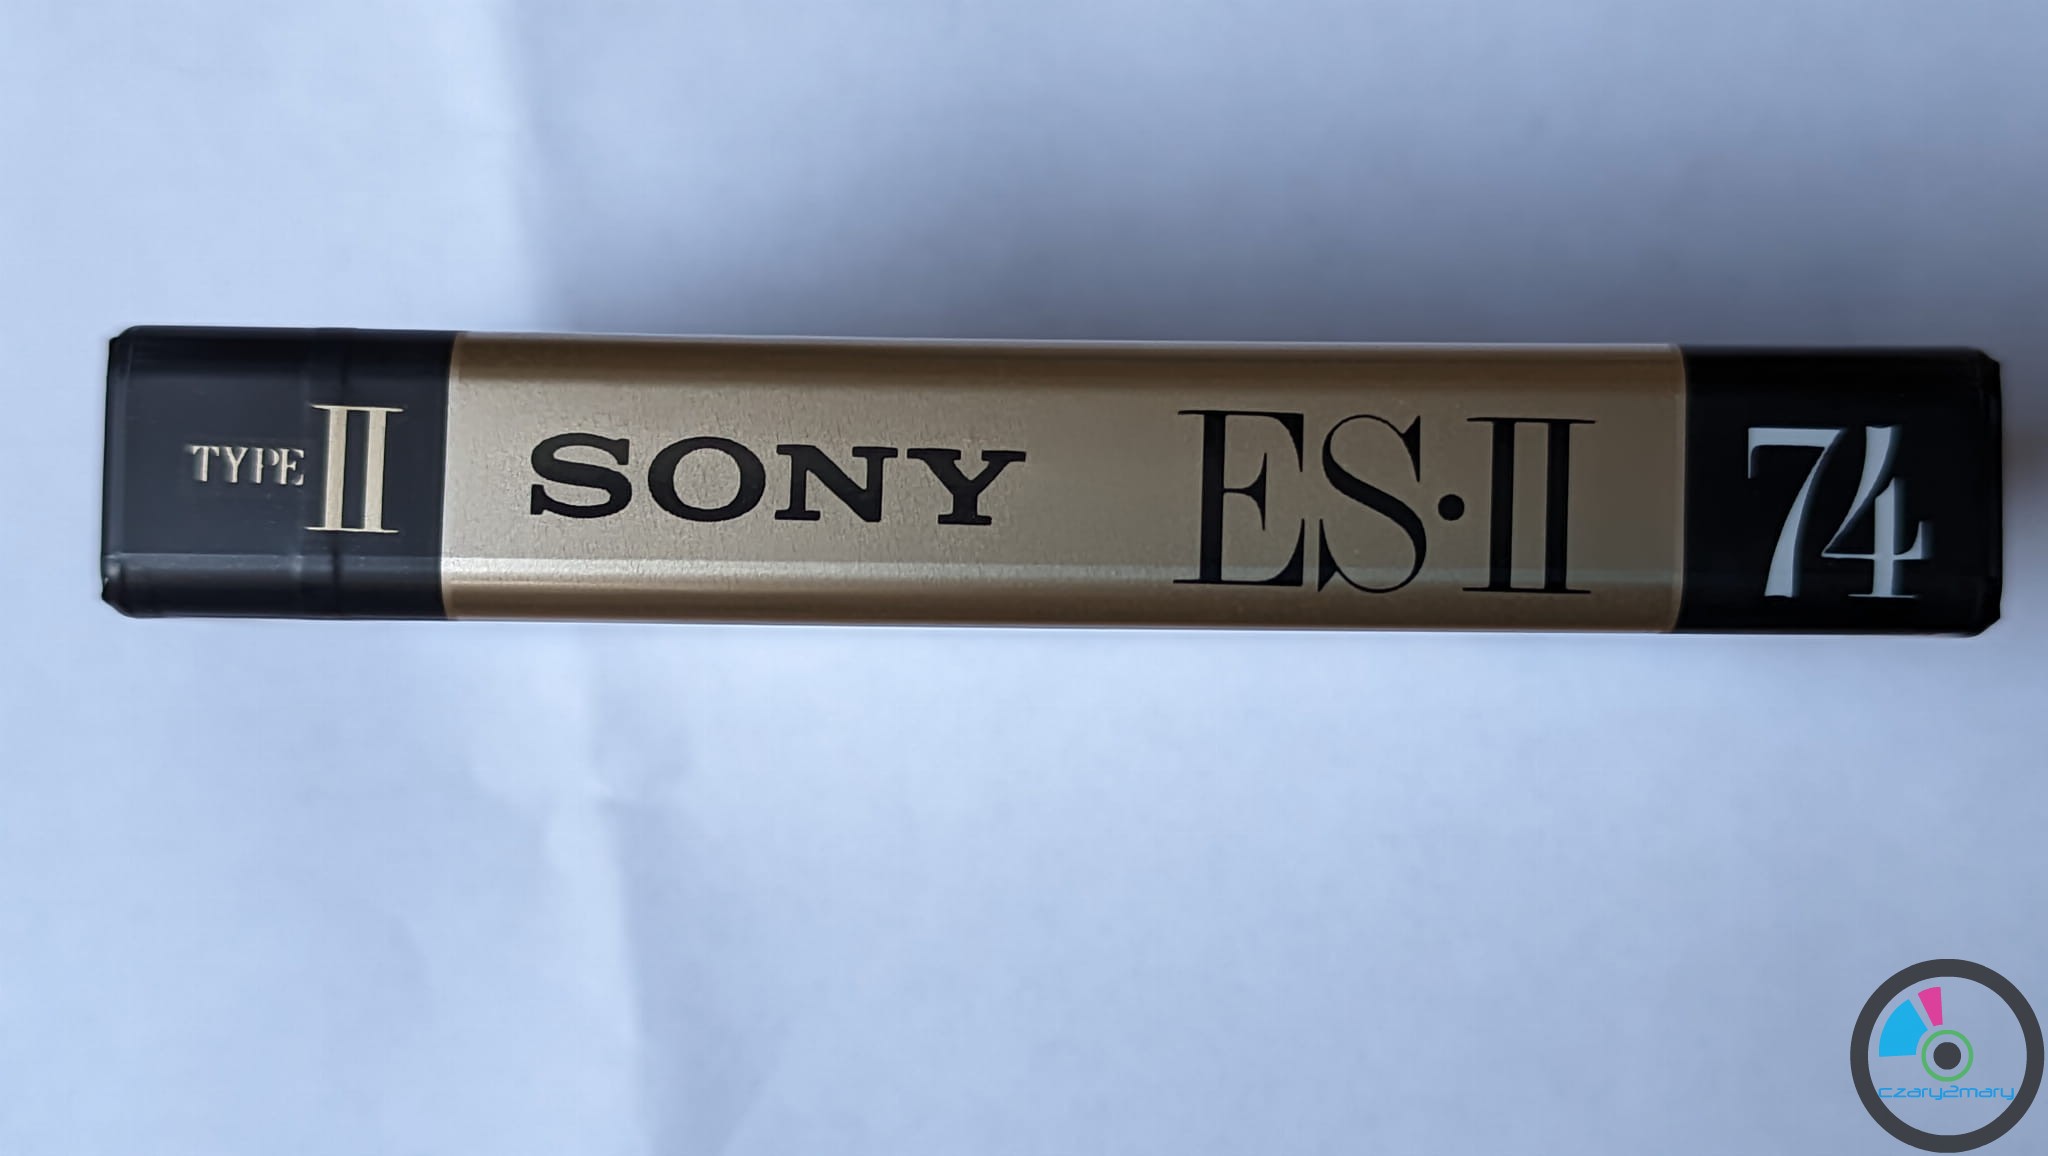 TYPE II SONY ES·II 74
czary2mary